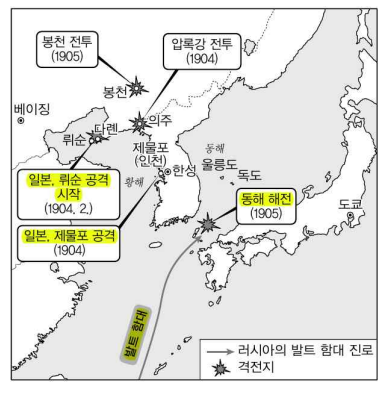 봉천 전투
(1905)
압록강 전투
(1904)
봉천
의주
베이징
다롄
뤼순
제물포
(인천)
한성
동해
울릉도
독도
황해
일본, 뤼순 공격
시작
(1904, 2,)
일본, 제물포 공격
(1904)
동해 해전
(1905)
도쿄
발트 함대
러시아의 발트 함대 진로
격전지